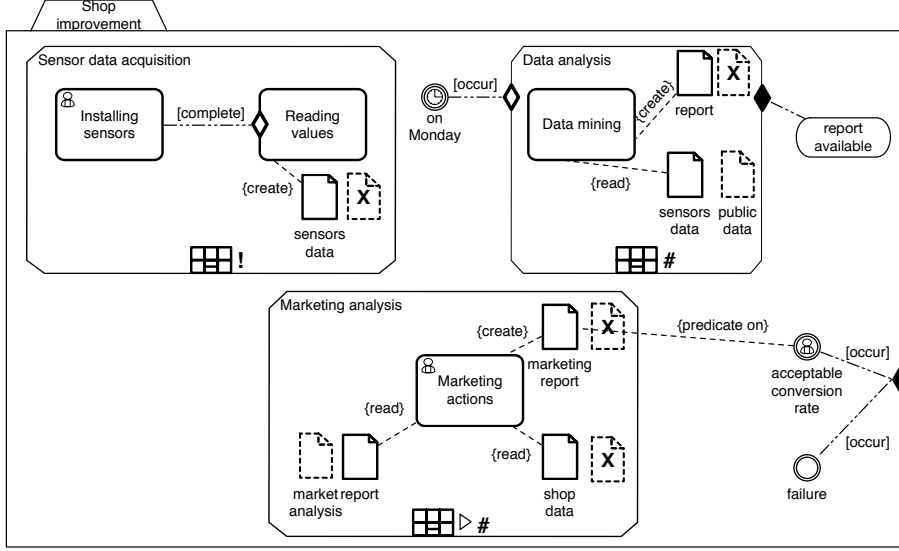 Shop
improvement
Sensor data acquisition
Installing
sensors
[complete]
Reading
values
{create}
X
sensors
data
!
[occur]
on
Monday
Data analysis
Data mining
{create}
X
report
{read}
sensors
data
public
data
#
report
available
Marketing analysis
{create}
X
marketing
report
{predicate on}
acceptable
conversion
rate
[occur]
Marketing
actions
{read}
{read}
market
analysis
report
X
shop
data
#
[occur]
failure